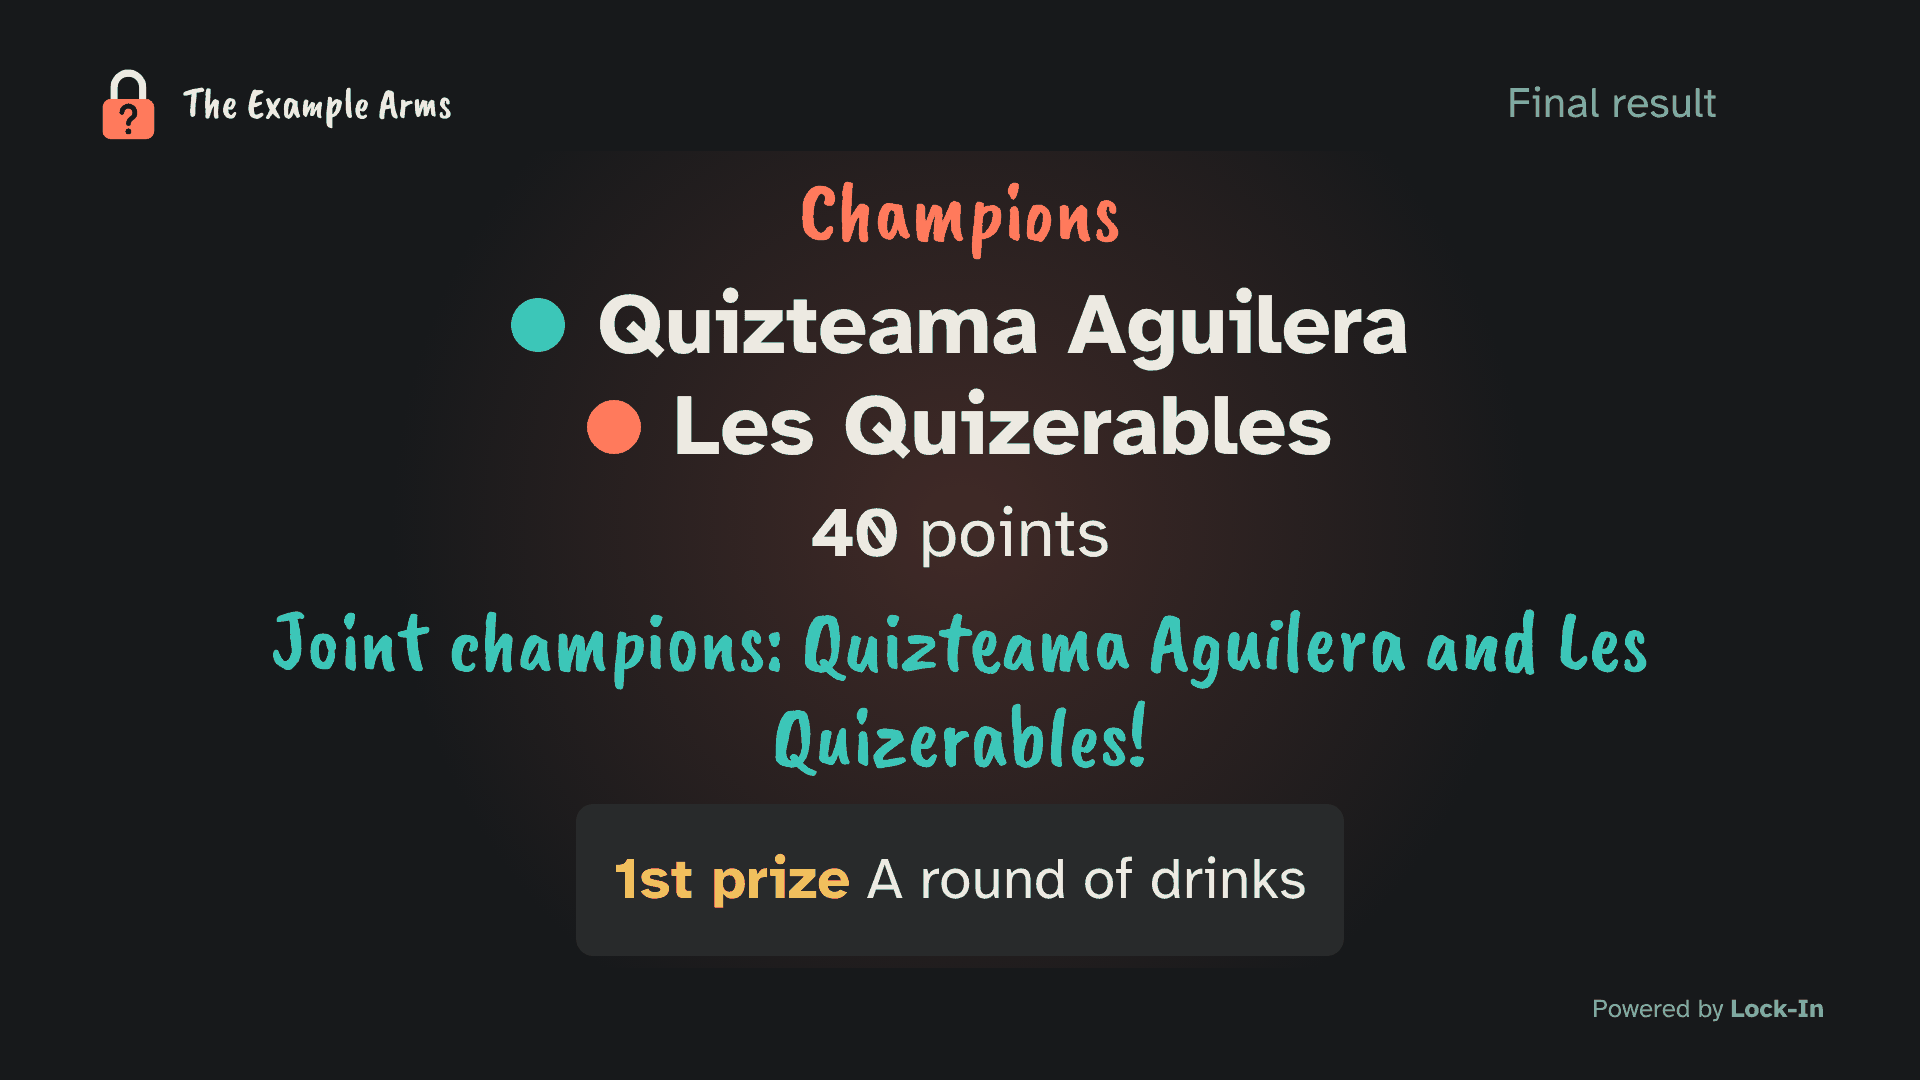 The Example Arms
Final result
Champions
Quizteama Aguilera
Les Quizerables
40 points
Joint champions: Quizteama Aguilera and Les
Quizerables!
1st prize A round of drinks
Powered by Lock-In